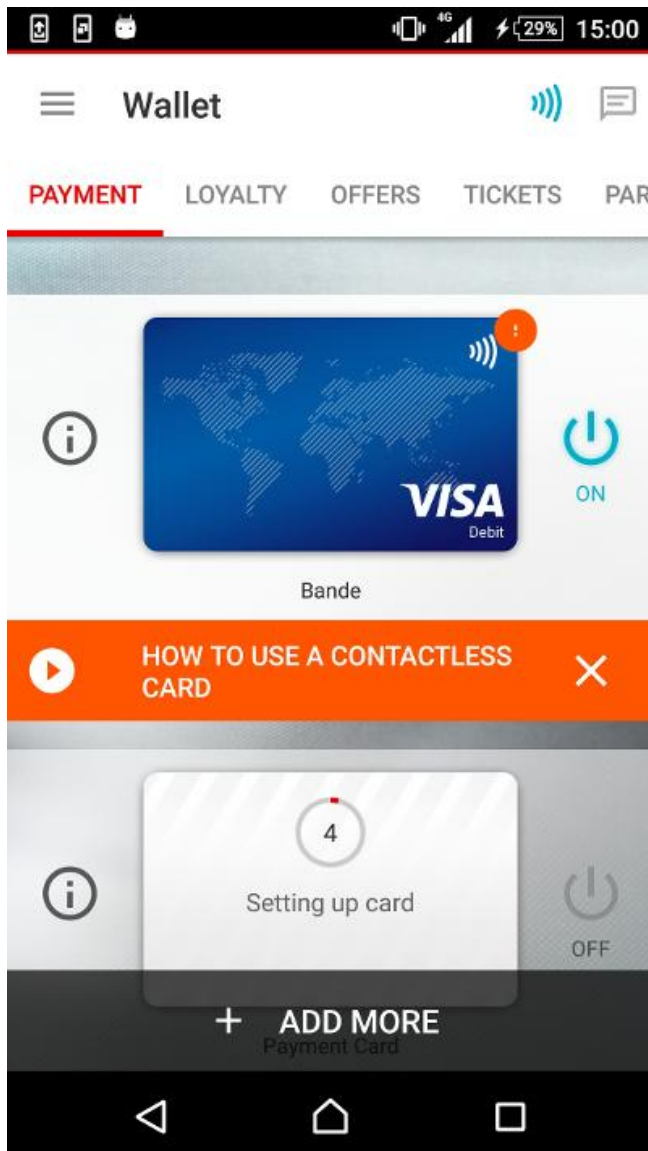 4G 29% 15:00
Wallet
PAYMENT LOYALTY OFFERS TICKETS PAR
VISA
Debit
ON
Bande
HOW TO USE A CONTACTLESS
CARD
4
Setting up card
OFF
+ ADD MORE
Payment Card